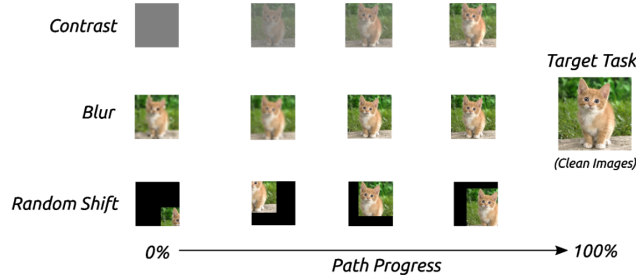 Contrast
Target Task
Blur
(Clean Images)
Random Shift
0%
100%
Path Progress